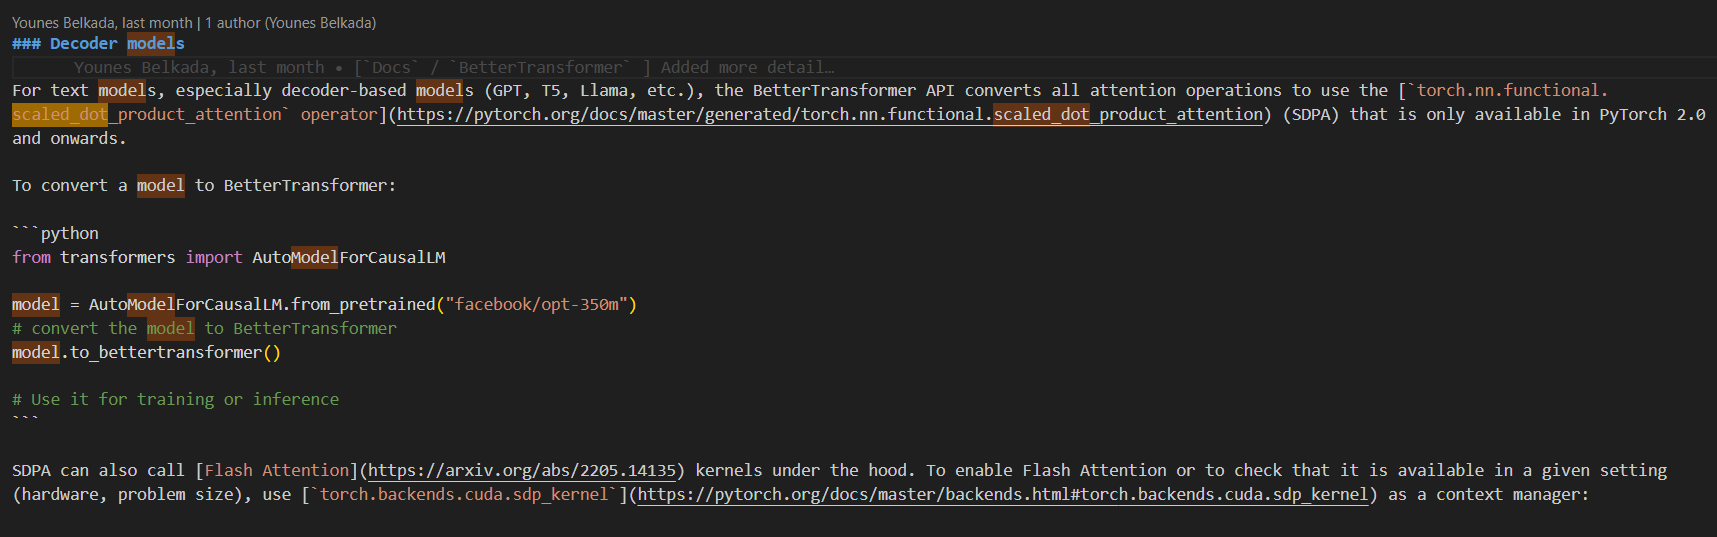 Younes Belkada, last month | 1 author (Younes Belkada)
### Decoder models
Younes Belkada, last month • [`Docs` / `BetterTransformer` ] Added more detail…
For text models, especially decoder-based models (GPT, T5, Llama, etc.), the BetterTransformer API converts all attention operations to use the [`torch.nn.functional.
scaled_dot_product_attention` operator](https://pytorch.org/docs/master/generated/torch.nn.functional.scaled_dot_product_attention) (SDPA) that is only available in PyTorch 2.0
and onwards.
To convert a model to BetterTransformer:
```python
from transformers import AutoModelForCausalLM
model = AutoModelForCausalLM.from_pretrained("facebook/opt-350m")
# convert the model to BetterTransformer
model.to_bettertransformer()
# Use it for training or inference
```
SDPA can also call [Flash Attention](https://arxiv.org/abs/2205.14135) kernels under the hood. To enable Flash Attention or to check that it is available in a given setting
(hardware, problem size), use [`torch.backends.cuda.sdp_kernel`](https://pytorch.org/docs/master/backends.html#torch.backends.cuda.sdp_kernel) as a context manager: